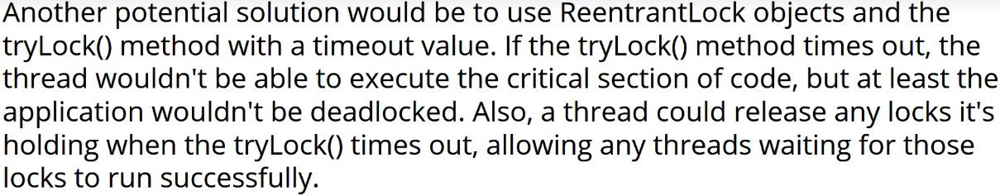 Another potential solution would be to use ReentrantLock objects and the
tryLock() method with a timeout value. If the tryLock() method times out, the
thread wouldn't be able to execute the critical section of code, but at least the
application wouldn't be deadlocked. Also, a thread could release any locks it's
holding when the tryLock() times out, allowing any threads waiting for those
locks to run successfully.